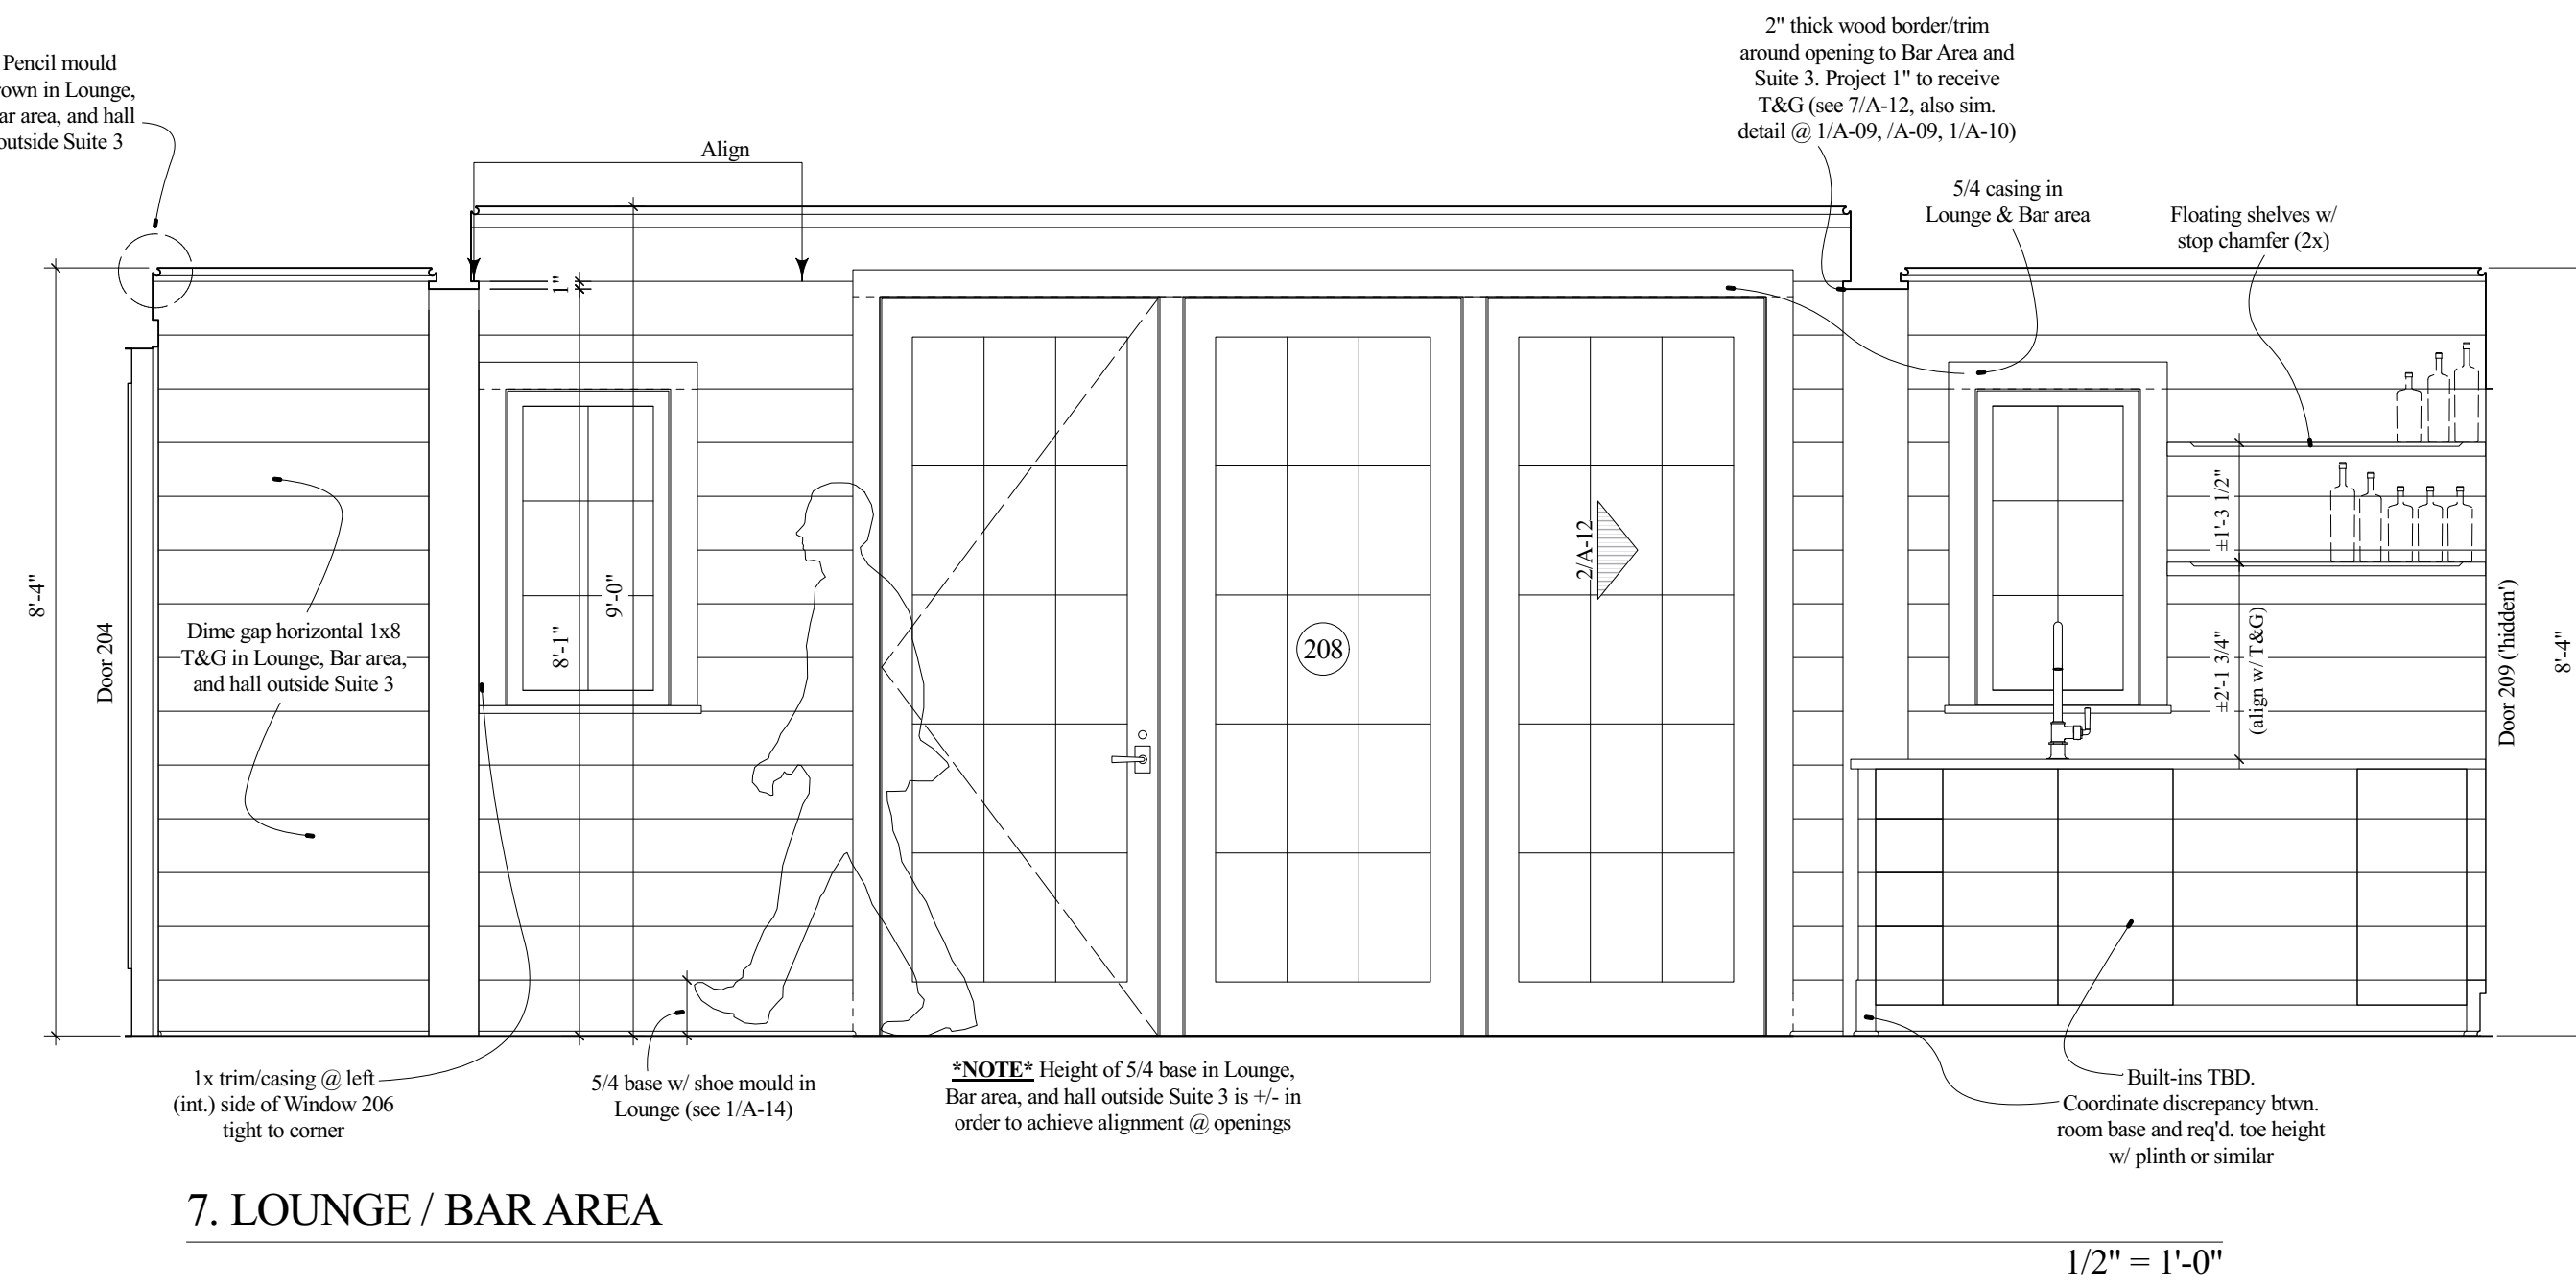 Pencil mould
rown in Lounge,
ar area, and hall
outside Suite 3
Align
2" thick wood border/trim
around opening to Bar Area and
Suite 3. Project 1" to receive
T&G (see 7/A-12, also sim.
detail @ 1/A-09, /A-09, 1/A-10)
5/4 casing in
Lounge & Bar area
Floating shelves w/
stop chamfer (2x)
8'-4"
Door 204
Dime gap horizontal 1x8
T&G in Lounge, Bar area,
and hall outside Suite 3
1"
8'-1"
9'-0"
208
2/A-12
±1'-3 1/2"
±2'-1 3/4"
(align w/ T&G)
Door 209 ('hidden')
8'-4"
1x trim/casing @ left
(int.) side of Window 206
tight to corner
5/4 base w/ shoe mould in
Lounge (see 1/A-14)
*NOTE* Height of 5/4 base in Lounge,
Bar area, and hall outside Suite 3 is +/- in
order to achieve alignment @ openings
Built-ins TBD.
Coordinate discrepancy btwn.
room base and req'd. toe height
w/ plinth or similar
7. LOUNGE / BAR AREA
1/2" = 1'-0"